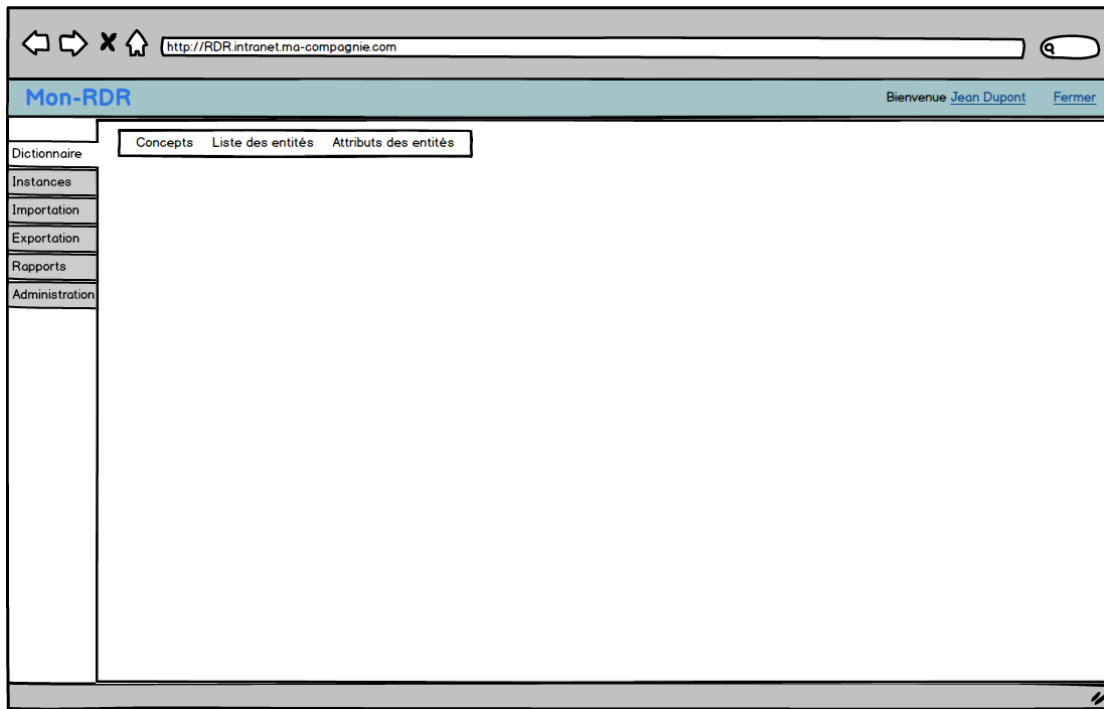 http://RDR.intranet.ma-compagnie.com
Mon-RDR
Bienvenue Jean Dupont Fermer
Concepts Liste des entités Attributs des entités
Dictionnaire
Instances
Importation
Exportation
Rapports
Administration